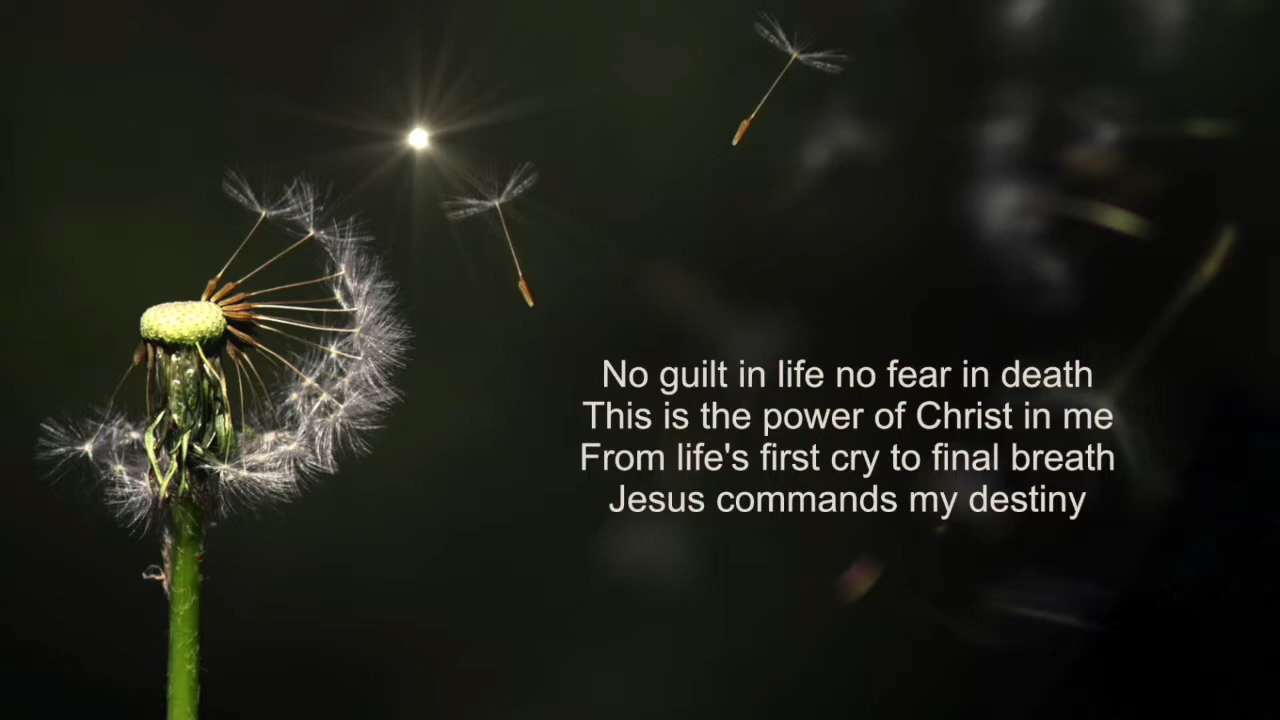 No guilt in life no fear in death
This is the power of Christ in me
From life's first cry to final breath
Jesus commands my destiny